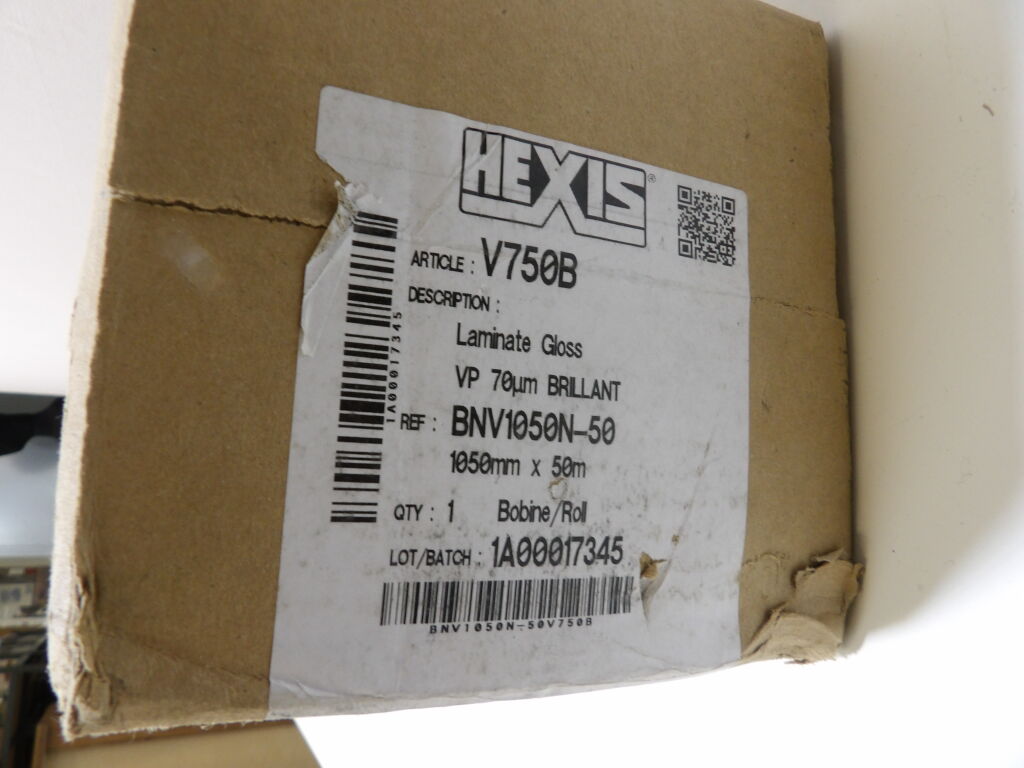 HEXIS®
ARTICLE : V750B
DESCRIPTION :
Laminate Gloss
VP 70µm BRILLANT
REF : BNV1050N-50
1050mm x 50m
QTY : 1 Bobine/Roll
LOT/BATCH : 1A00017345
BNV1050N-50V750B
1A00017345